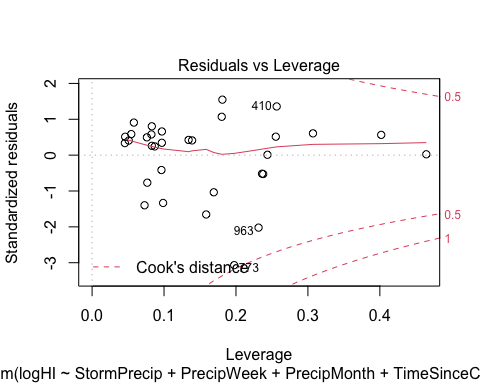 Residuals vs Leverage
Standardized residuals
2
1
0
-1
-2
-3
410
963
773
0.5
0.5
1
Cook's distance
0.0 0.1 0.2 0.3 0.4
Leverage
m(logHI ~ StormPrecip + PrecipWeek + PrecipMonth + TimeSinceC